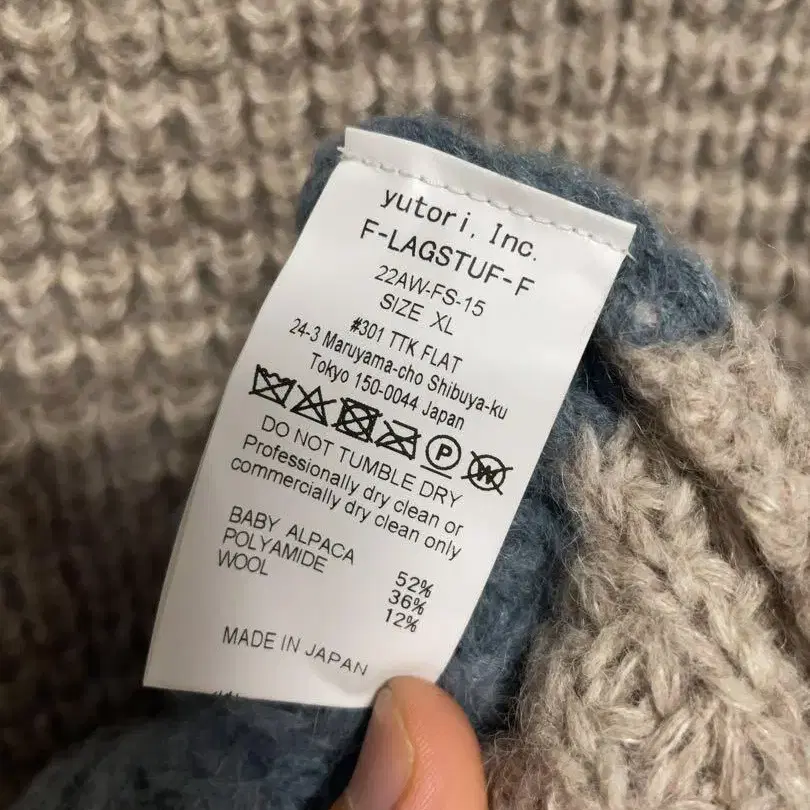 yutori, Inc.
F-LAGSTUF-F
22AW-FS-15
SIZE XL
#301 TTK FLAT
24-3 Maruyama-cho Shibuya-ku
Tokyo 150-0044 Japan
P W
DO NOT TUMBLE DRY
Professionally dry clean or
commercially dry clean only
BABY ALPACA 52%
POLYAMIDE 36%
WOOL 12%
MADE IN JAPAN